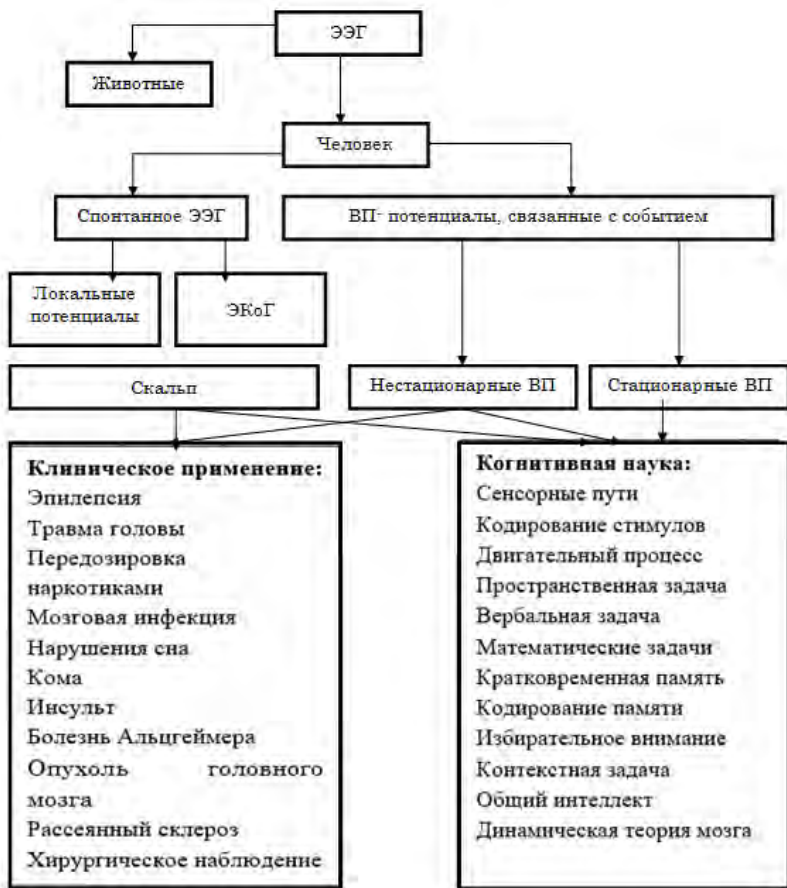 ЭЭГ
Животные
Человек
Спонтанное ЭЭГ
ВП- потенциалы, связанные с событием
Локальные
потенциалы
ЭКоГ
Скальп
Нестационарные ВП
Стационарные ВП
Клиническое применение:
Эпилепсия
Травма головы
Передозировка
наркотиками
Мозговая инфекция
Нарушения сна
Кома
Инсульт
Болезнь Альцгеймера
Опухоль головного
мозга
Рассеянный склероз
Хирургическое наблюдение
Когнитивная наука:
Сенсорные пути
Кодирование стимулов
Двигательный процесс
Пространственная задача
Вербальная задача
Математические задачи
Кратковременная память
Кодирование памяти
Избирательное внимание
Контекстная задача
Общий интеллект
Динамическая теория мозга